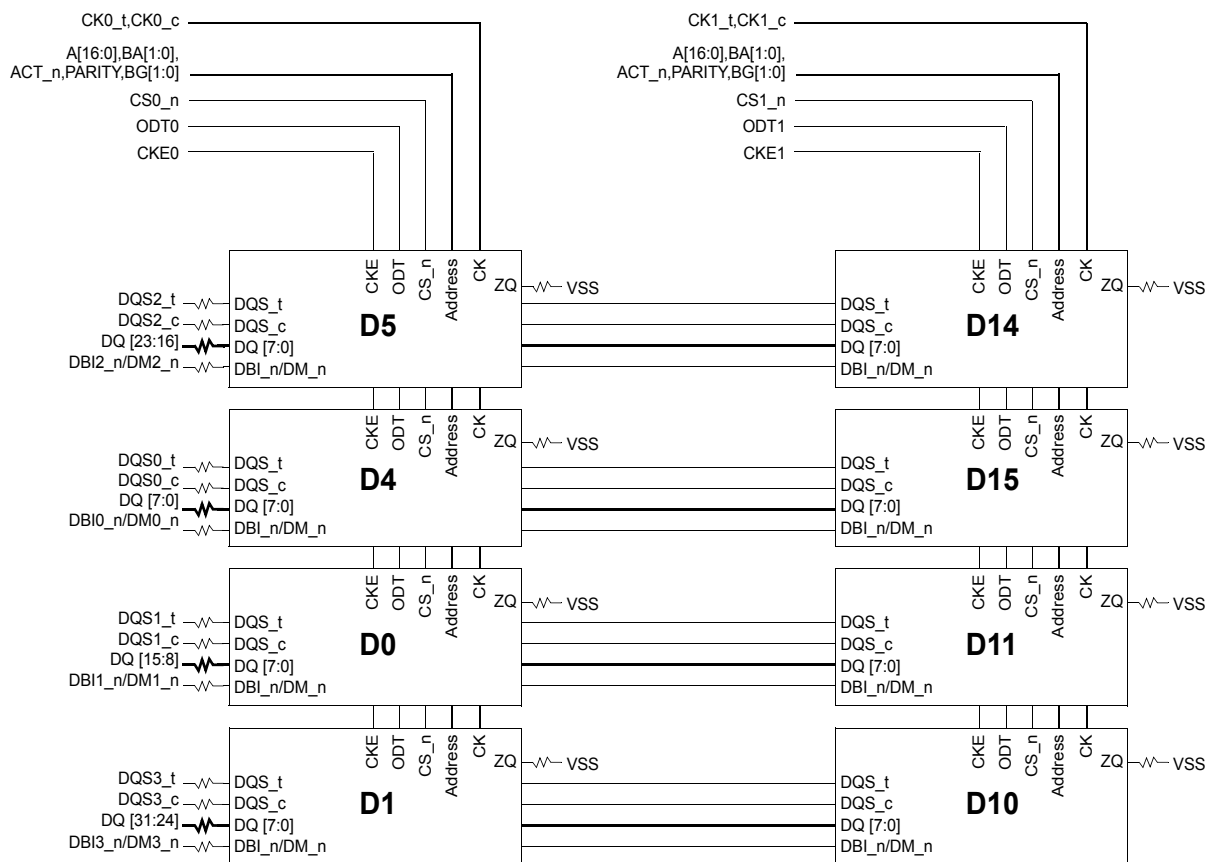 CK0_t,CK0_c
A[16:0],BA[1:0],
ACT_n,PARITY,BG[1:0]
CS0_n
ODT0
CKE0
CK1_t,CK1_c
A[16:0],BA[1:0],
ACT_n,PARITY,BG[1:0]
CS1_n
ODT1
CKE1
DQS2_t
DQS2_c
DQ [23:16]
DBI2_n/DM2_n
CKE
ODT
CS_n
Address
CK
ZQ
VSS
DQS_t
DQS_c
DQ [7:0]
DBI_n/DM_n
D5
CKE
ODT
CS_n
Address
CK
ZQ
VSS
DQS_t
DQS_c
DQ [7:0]
DBI_n/DM_n
D14
DQS0_t
DQS0_c
DQ [7:0]
DBI0_n/DM0_n
CKE
ODT
CS_n
Address
CK
ZQ
VSS
DQS_t
DQS_c
DQ [7:0]
DBI_n/DM_n
D4
CKE
ODT
CS_n
Address
CK
ZQ
VSS
DQS_t
DQS_c
DQ [7:0]
DBI_n/DM_n
D15
DQS1_t
DQS1_c
DQ [15:8]
DBI1_n/DM1_n
CKE
ODT
CS_n
Address
CK
ZQ
VSS
DQS_t
DQS_c
DQ [7:0]
DBI_n/DM_n
D0
CKE
ODT
CS_n
Address
CK
ZQ
VSS
DQS_t
DQS_c
DQ [7:0]
DBI_n/DM_n
D11
DQS3_t
DQS3_c
DQ [31:24]
DBI3_n/DM3_n
CKE
ODT
CS_n
Address
CK
ZQ
VSS
DQS_t
DQS_c
DQ [7:0]
DBI_n/DM_n
D1
CKE
ODT
CS_n
Address
CK
ZQ
VSS
DQS_t
DQS_c
DQ [7:0]
DBI_n/DM_n
D10